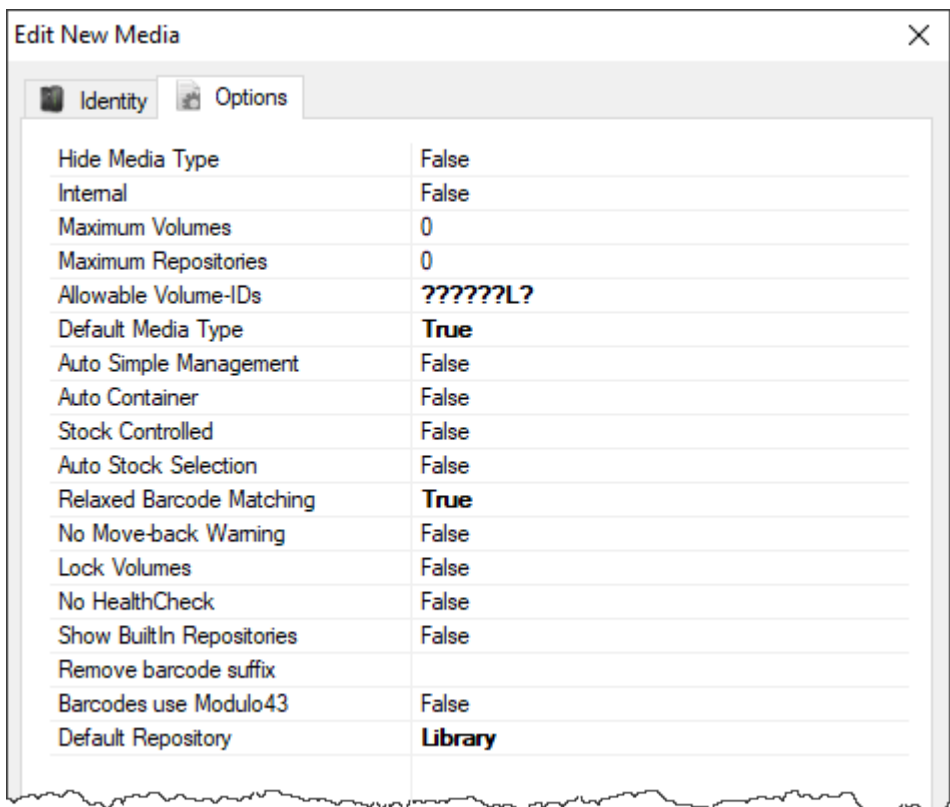 Edit New Media
Identity Options
Hide Media Type False
Internal False
Maximum Volumes 0
Maximum Repositories 0
Allowable Volume-IDs ??????L?
Default Media Type True
Auto Simple Management False
Auto Container False
Stock Controlled False
Auto Stock Selection False
Relaxed Barcode Matching True
No Move-back Warning False
Lock Volumes False
No HealthCheck False
Show BuiltIn Repositories False
Remove barcode suffix
Barcodes use Modulo43 False
Default Repository Library